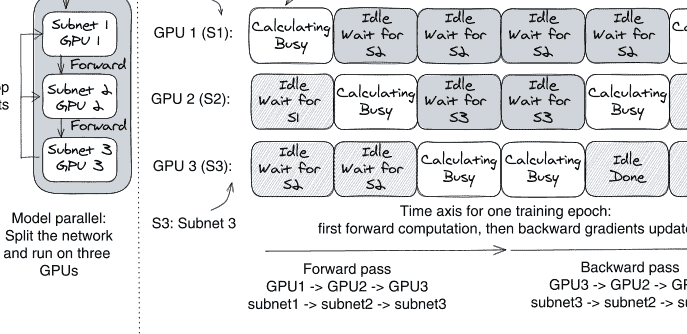 Subnet 1
GPU 1
Forward
Subnet 2
GPU 2
Forward
Subnet 3
GPU 3
Model parallel:
Split the network
and run on three
GPUs
GPU 1 (S1):
Calculating
Busy
Idle
Wait for
S2
Idle
Wait for
S2
Idle
Wait for
S2
Idle
Wait for
S2
GPU 2 (S2):
Idle
Wait for
S1
Calculating
Busy
Idle
Wait for
S3
Idle
Wait for
S3
Calculating
Busy
GPU 3 (S3):
Idle
Wait for
S2
Idle
Wait for
S2
Calculating
Busy
Calculating
Busy
Idle
Done
S3: Subnet 3
Time axis for one training epoch:
first forward computation, then backward gradients update
Forward pass
GPU1 -> GPU2 -> GPU3
subnet1 -> subnet2 -> subnet3
Backward pass
GPU3 -> GPU2 -> GP
subnet3 -> subnet2 -> su